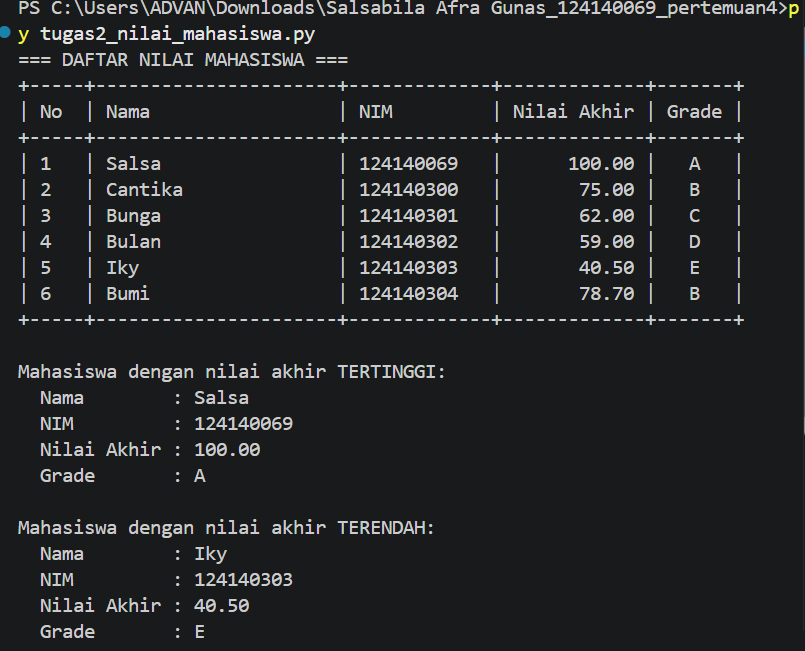 PS C:\Users\ADVAN\Downloads\Salsabila Afra Gunas_124140069_pertemuan4>p
y tugas2_nilai_mahasiswa.py
=== DAFTAR NILAI MAHASISWA ===
+-----+----------------------+-------------+-------------+-------+
| No  | Nama                 | NIM         | Nilai Akhir | Grade |
+-----+----------------------+-------------+-------------+-------+
| 1   | Salsa                | 124140069   |      100.00 |   A   |
| 2   | Cantika              | 124140300   |       75.00 |   B   |
| 3   | Bunga                | 124140301   |       62.00 |   C   |
| 4   | Bulan                | 124140302   |       59.00 |   D   |
| 5   | Iky                  | 124140303   |       40.50 |   E   |
| 6   | Bumi                 | 124140304   |       78.70 |   B   |
+-----+----------------------+-------------+-------------+-------+

Mahasiswa dengan nilai akhir TERTINGGI:
  Nama        : Salsa
  NIM         : 124140069
  Nilai Akhir : 100.00
  Grade       : A

Mahasiswa dengan nilai akhir TERENDAH:
  Nama        : Iky
  NIM         : 124140303
  Nilai Akhir : 40.50
  Grade       : E